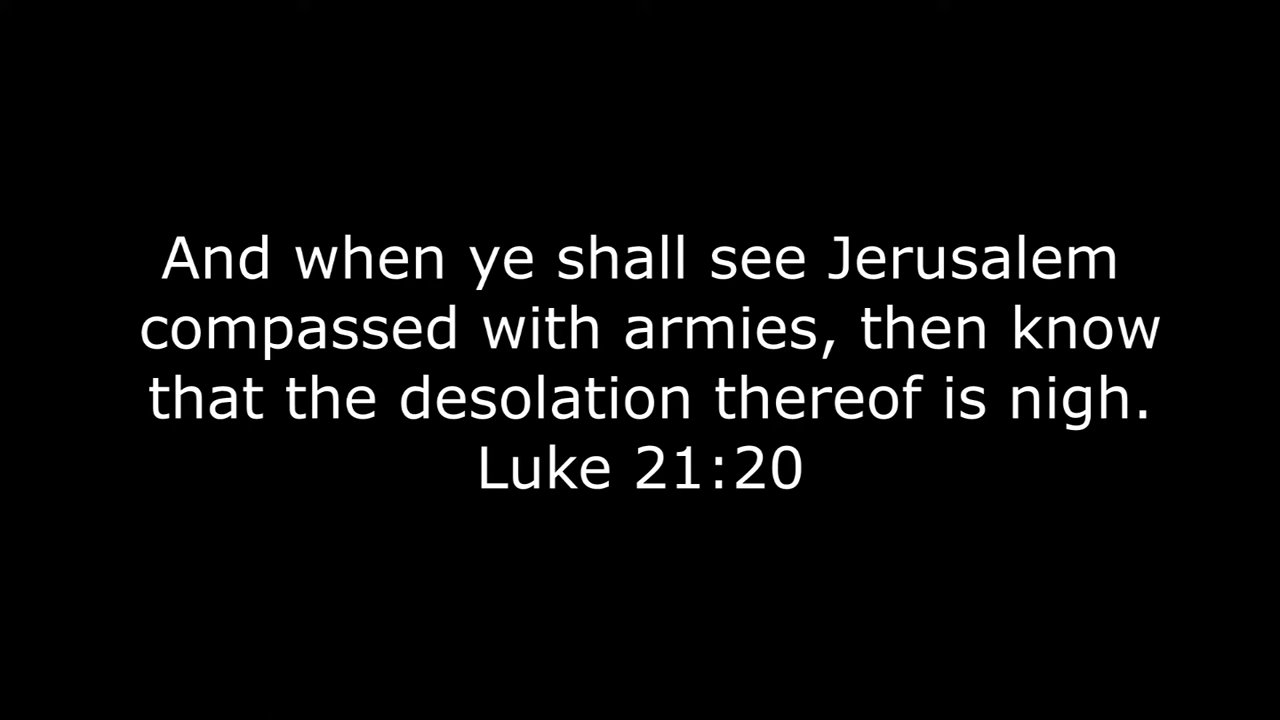 And when ye shall see Jerusalem
compassed with armies, then know
that the desolation thereof is nigh.
Luke 21:20